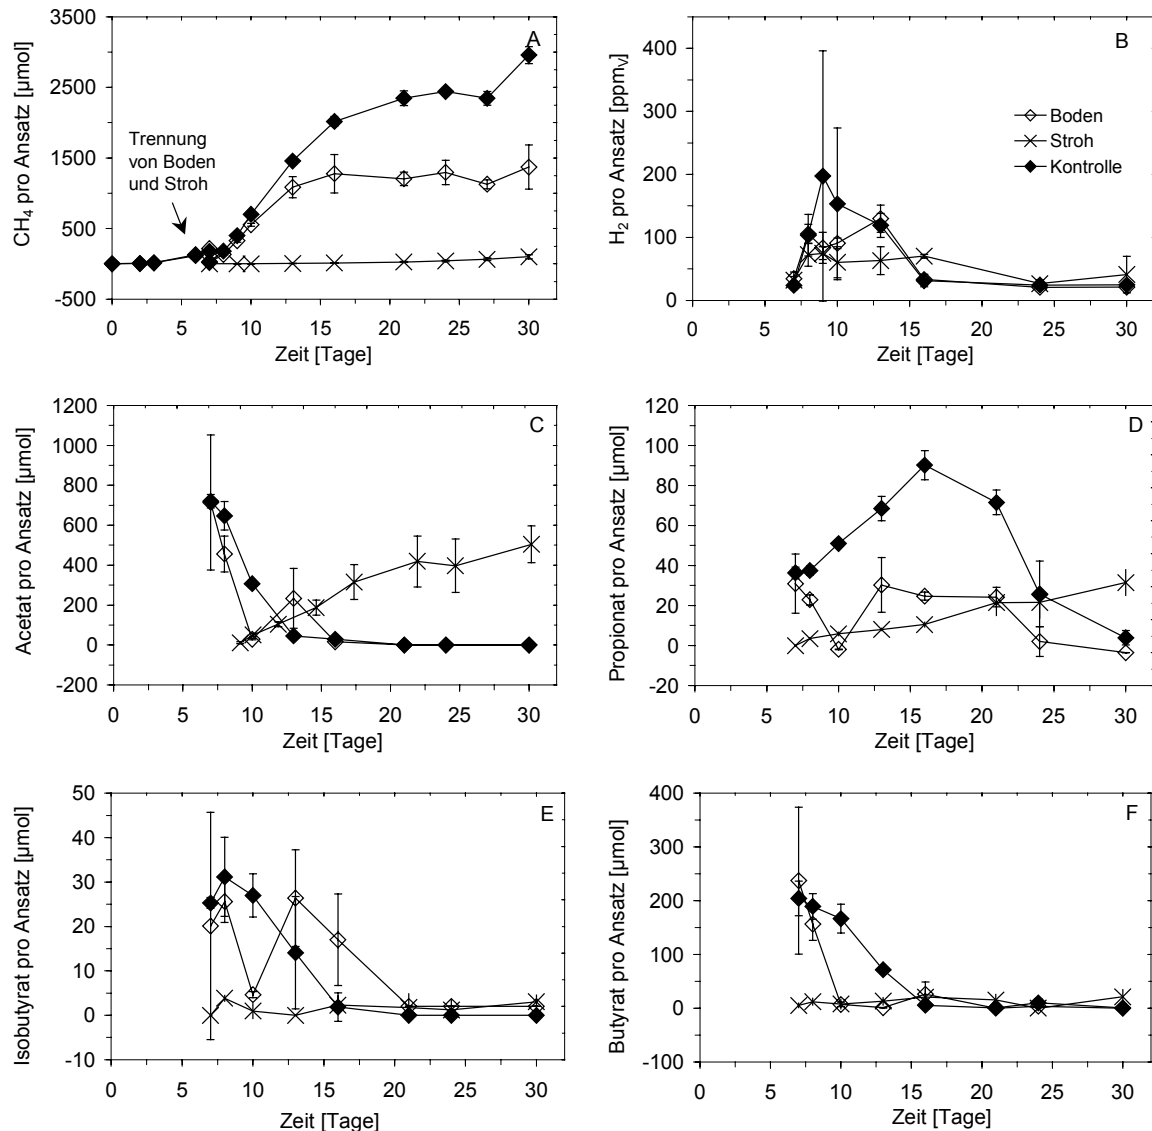 A
CH4 pro Ansatz [µmol]
3500
2500
1500
500
-500
Trennung
von Boden
und Stroh
0 5 10 15 20 25 30
Zeit [Tage]
B
H2 pro Ansatz [ppmV]
400
300
200
100
0
Boden
Stroh
Kontrolle
0 5 10 15 20 25 30
Zeit [Tage]
C
Acetat pro Ansatz [µmol]
1200
1000
800
600
400
200
0
-200
0 5 10 15 20 25 30
Zeit [Tage]
D
Propionat pro Ansatz [µmol]
120
100
80
60
40
20
0
-20
0 5 10 15 20 25 30
Zeit [Tage]
E
Isobutyrat pro Ansatz [µmol]
50
40
30
20
10
0
-10
0 5 10 15 20 25 30
Zeit [Tage]
F
Butyrat pro Ansatz [µmol]
400
300
200
100
0
-100
0 5 10 15 20 25 30
Zeit [Tage]